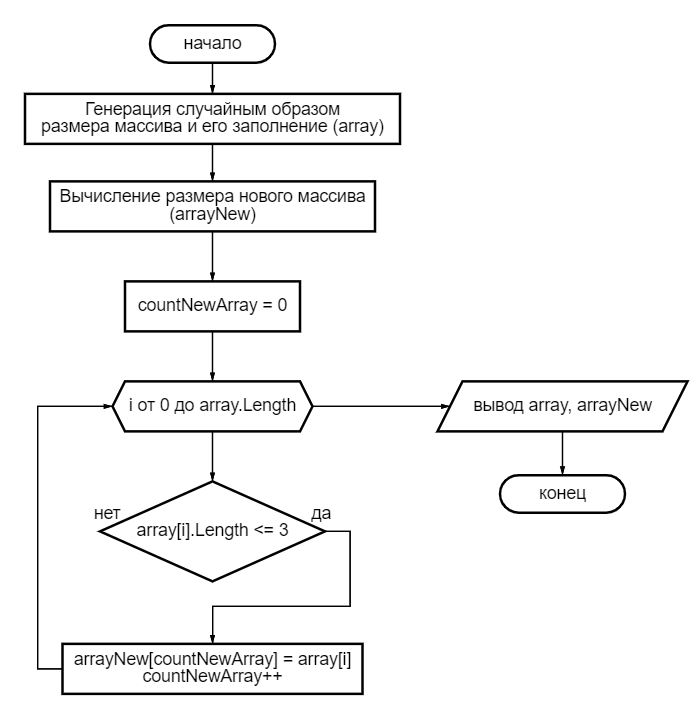 начало
Генерация случайным образом
размера массива и его заполнение (array)
Вычисление размера нового массива
(arrayNew)
countNewArray = 0
i от 0 до array.Length
вывод array, arrayNew
конец
нет
да
array[i].Length <= 3
arrayNew[countNewArray] = array[i]
countNewArray++